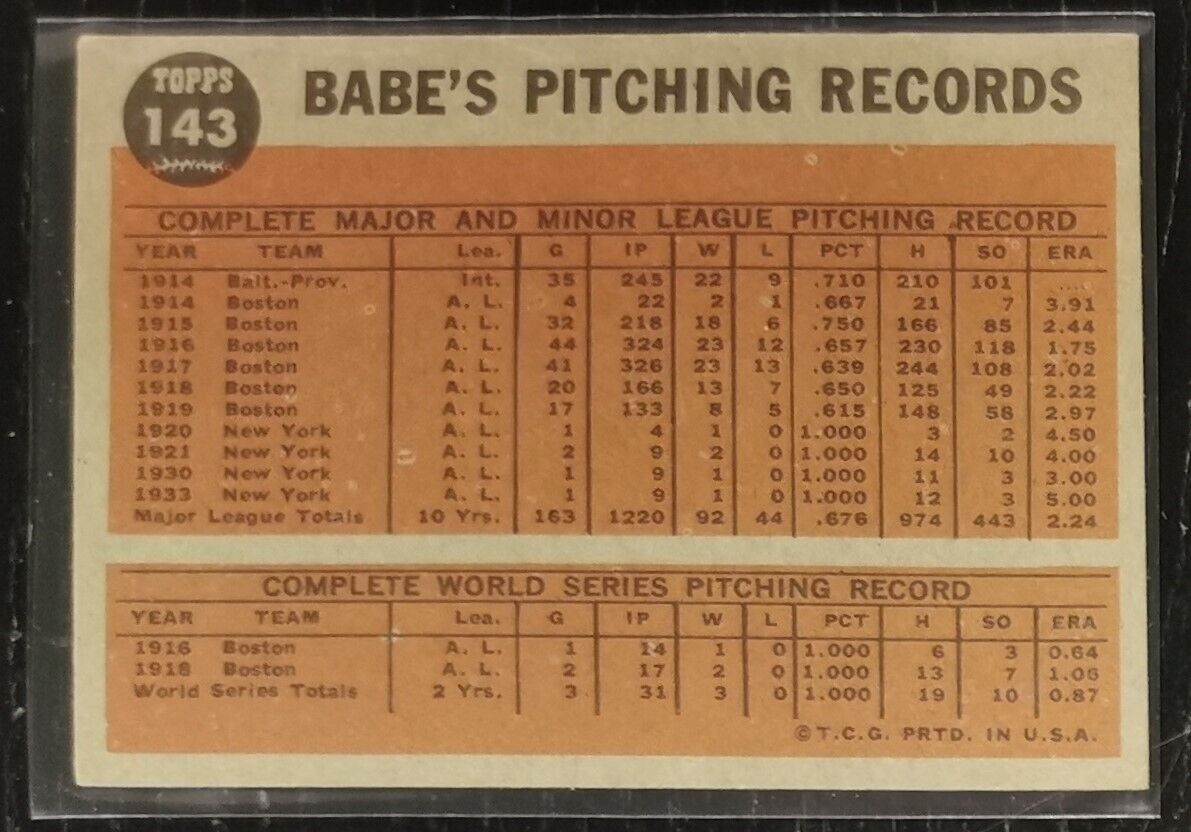 TOPPS
143
BABE'S PITCHING RECORDS
COMPLETE MAJOR AND MINOR LEAGUE PITCHING RECORD
YEAR TEAM Lea. G IP W L PCT H SO ERA
1914 Balt.-Prov. Int. 35 245 22 9 .710 210 101 ....
1914 Boston A. L. 4 22 2 1 .667 21 7 3.91
1915 Boston A. L. 32 218 18 6 .750 166 85 2.44
1916 Boston A. L. 44 324 23 12 .657 230 118 1.75
1917 Boston A. L. 41 326 23 13 .639 244 108 2.02
1918 Boston A. L. 20 166 13 7 .650 125 49 2.22
1919 Boston A. L. 17 133 8 5 .615 148 58 2.97
1920 New York A. L. 1 4 1 0 1.000 3 2 4.50
1921 New York A. L. 2 9 2 0 1.000 14 10 4.00
1930 New York A. L. 1 9 1 0 1.000 11 3 3.00
1933 New York A. L. 1 9 1 0 1.000 12 3 5.00
Major League Totals 10 Yrs. 163 1220 92 44 .676 974 443 2.24
COMPLETE WORLD SERIES PITCHING RECORD
YEAR TEAM Lea. G IP W L PCT H SO ERA
1916 Boston A. L. 1 14 1 0 1.000 6 3 0.64
1918 Boston A. L. 2 17 2 0 1.000 13 7 1.06
World Series Totals 2 Yrs. 3 31 3 0 1.000 19 10 0.87
© T.C.G. PRTD. IN U.S.A.